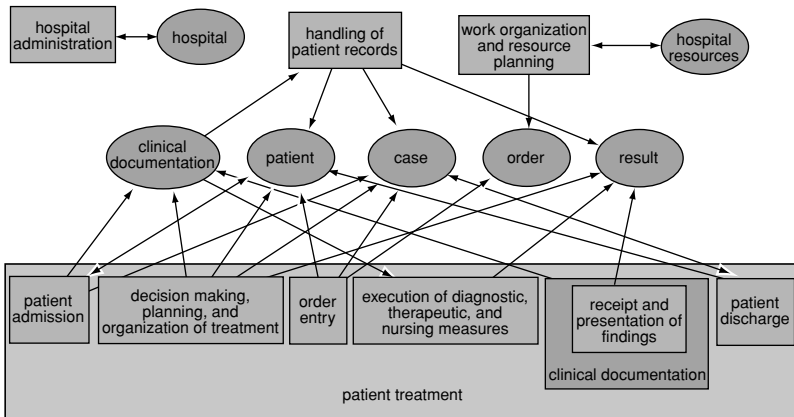 hospital
administration
hospital
handling of
patient records
work organization
and resource
planning
hospital
resources
clinical
documentation
patient
case
order
result
patient
admission
decision making,
planning, and
organization of treatment
order
entry
execution of diagnostic,
therapeutic, and
nursing measures
receipt and
presentation of
findings
clinical documentation
patient
discharge
patient treatment